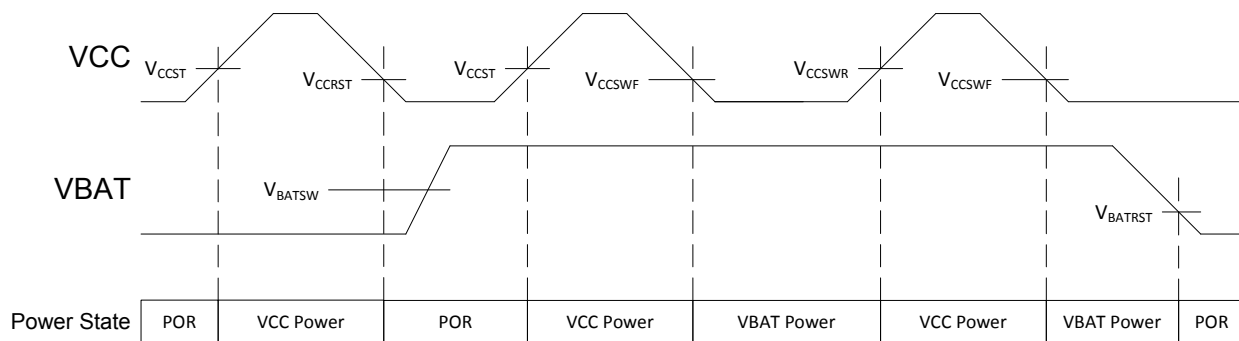 VCC
VCCST
VCCRST
VCCST
VCCSWF
VCCSWR
VCCSWF
VBAT
VBATSW
VBATRST
Power State
POR
VCC Power
POR
VCC Power
VBAT Power
VCC Power
VBAT Power
POR